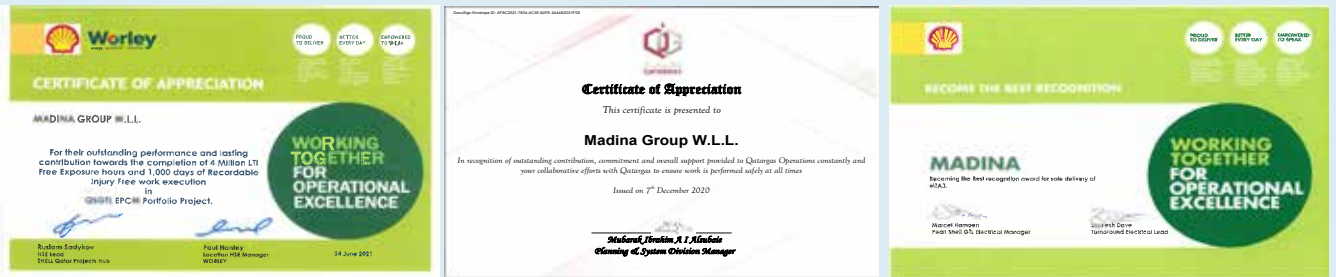 Worley
PROUD TO DELIVER
BETTER EVERY DAY
EMPOWERED TO SPEAK
CERTIFICATE OF APPRECIATION
MADINA GROUP W.L.L.
For their outstanding performance and lasting
contribution towards the completion of 4 Million LTI
Free Exposure hours and 1,000 days of Recordable
Injury Free work execution
in
EPCM Portfolio Project.
WORKING
TOGETHER
FOR
OPERATIONAL
EXCELLENCE
Ruslam Sadykov
HSE Lead
SHELL Qatar Projects Hub
Paul Hanley
Location HSE Manager
WORLEY
24 June 2021
DocuSign Envelope ID:
Certificate of Appreciation
This certificate is presented to
Madina Group W.L.L.
In recognition of outstanding contribution, commitment and overall support provided to Qatargas Operations constantly and
your collaborative efforts with Qatargas to ensure work is performed safely at all times
Issued on 7th December 2020
Mubarak Ibrahim A I Alsubaie
Planning & System Division Manager
PROUD TO DELIVER
BETTER EVERY DAY
EMPOWERED TO SPEAK
BECOME THE BEST RECOGNITION
MADINA
Becoming the Best recognition award for safe delivery of
WORKING
TOGETHER
FOR
OPERATIONAL
EXCELLENCE
Marcel
Pearl Shell GTL Electrical Manager
Dave
Turnaround Electrical Lead